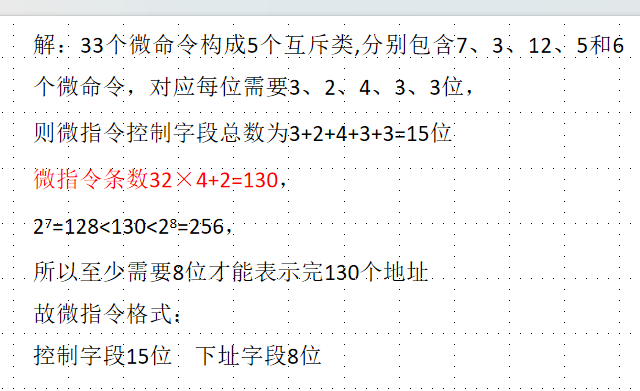 解：33个微命令构成5个互斥类,分别包含7、3、12、5和6
个微命令，对应每位需要3、2、4、3、3位，
则微指令控制字段总数为3+2+4+3+3=15位
微指令条数32×4+2=130，
2⁷=128<130<2⁸=256，
所以至少需要8位才能表示完130个地址
故微指令格式：
控制字段15位 下址字段8位